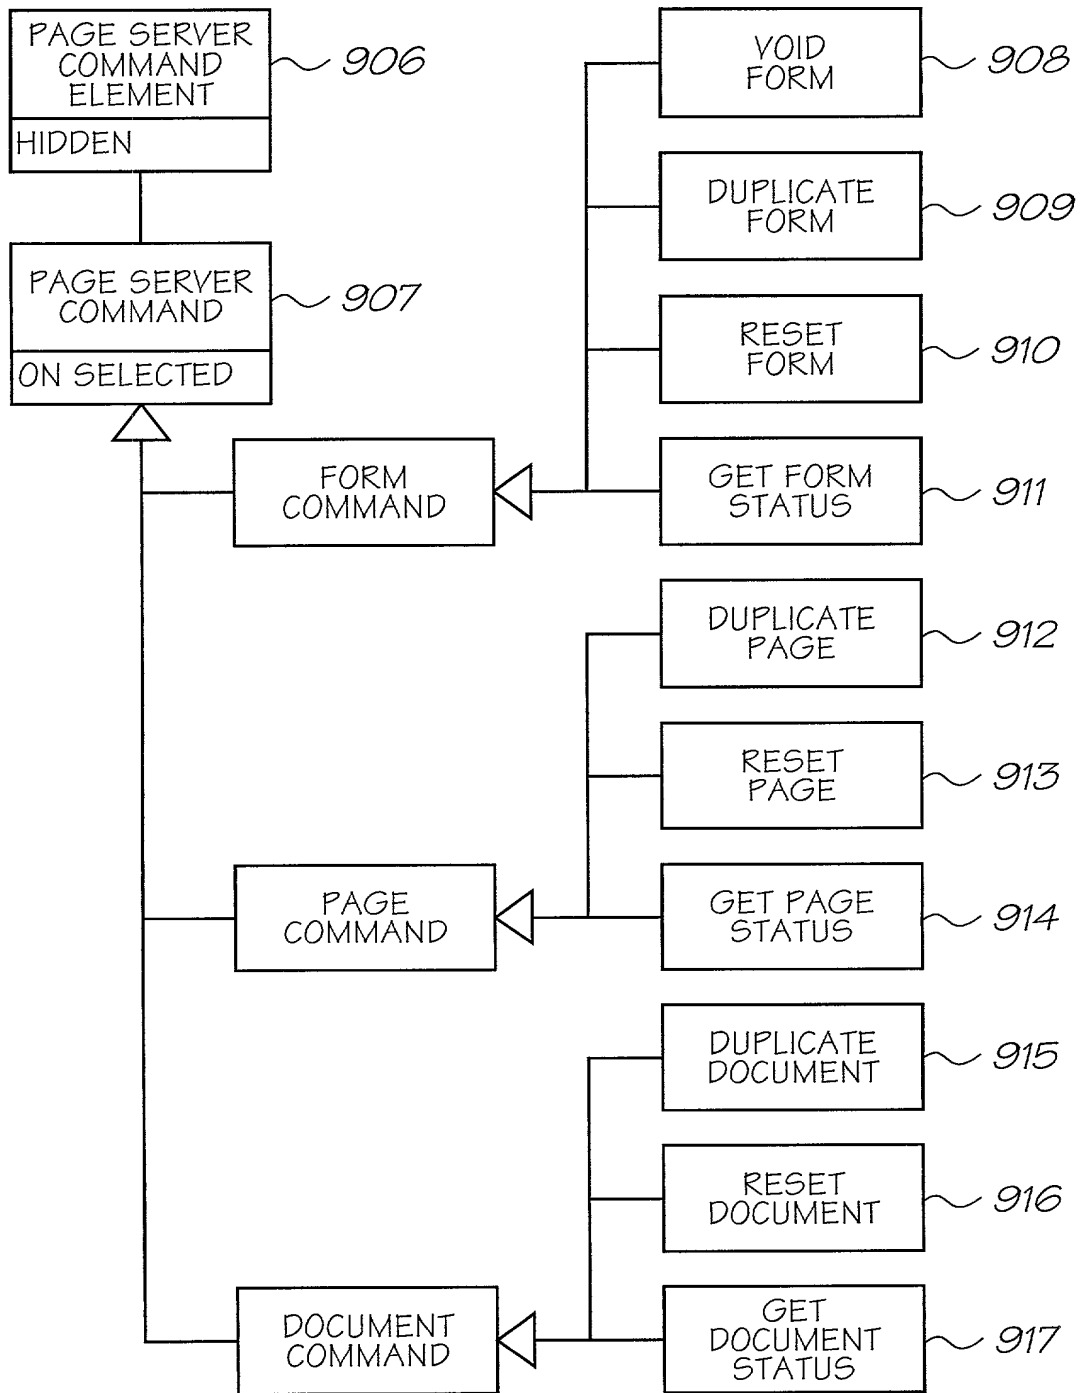 PAGE SERVER
COMMAND
ELEMENT
906
HIDDEN
PAGE SERVER
COMMAND
907
ON SELECTED
VOID
FORM
908
DUPLICATE
FORM
909
RESET
FORM
910
FORM
COMMAND
GET FORM
STATUS
911
DUPLICATE
PAGE
912
RESET
PAGE
913
PAGE
COMMAND
GET PAGE
STATUS
914
DUPLICATE
DOCUMENT
915
RESET
DOCUMENT
916
DOCUMENT
COMMAND
GET
DOCUMENT
STATUS
917